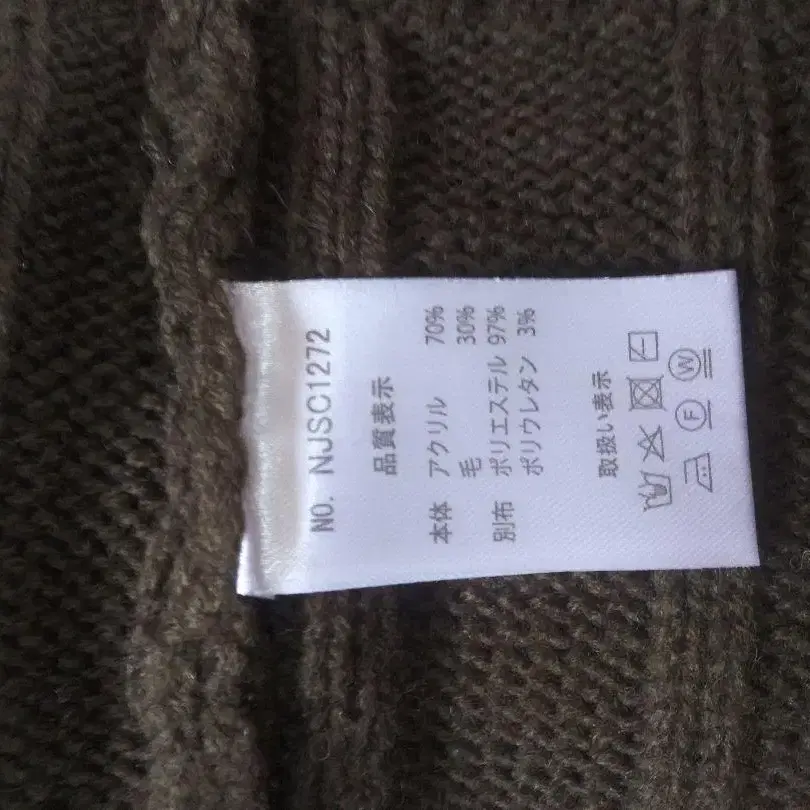 NO. NJSC1272
品質表示
本体 アクリル 70%
毛 30%
別布 ポリエステル 97%
ポリウレタン 3%
取扱い表示
F W